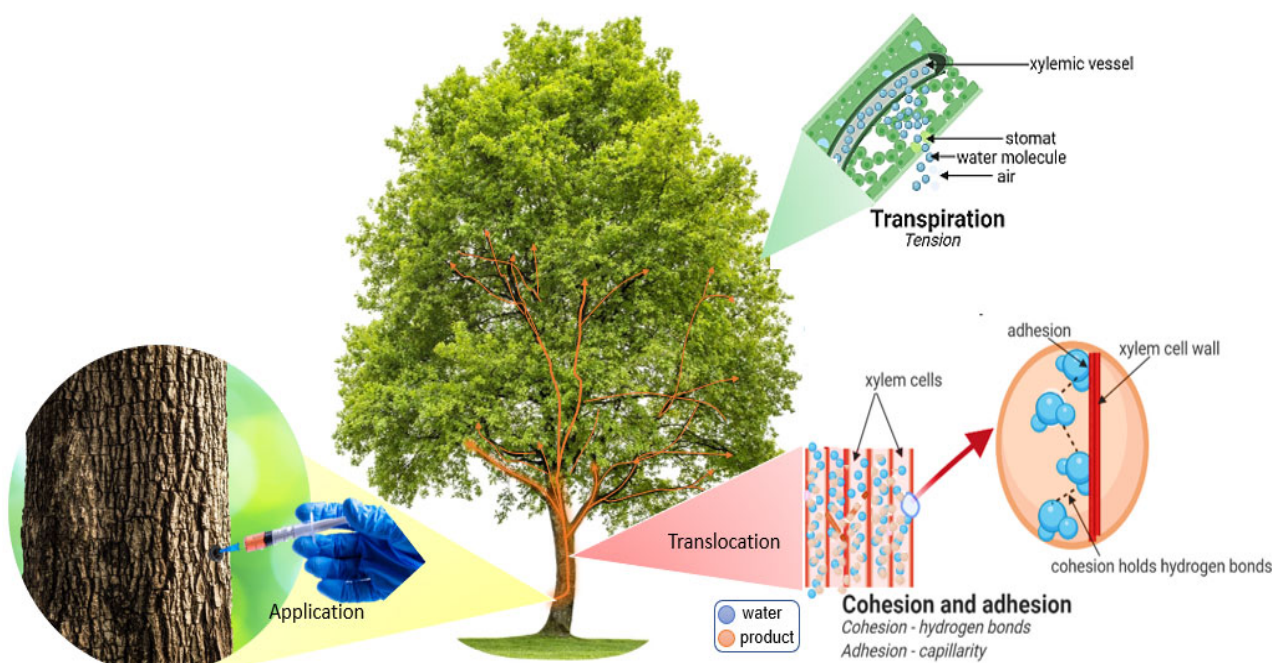 xylemic vessel
stomat
water molecule
air
Transpiration
Tension
adhesion
xylem cell wall
xylem cells
Translocation
cohesion holds hydrogen bonds
Application
water
product
Cohesion and adhesion
Cohesion - hydrogen bonds
Adhesion - capillarity